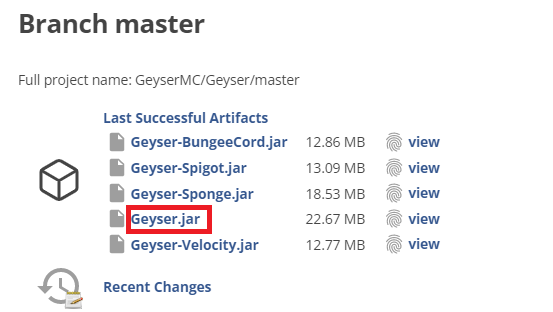 Branch master
Full project name: GeyserMC/Geyser/master
Last Successful Artifacts
Geyser-BungeeCord.jar 12.86 MB view
Geyser-Spigot.jar 13.09 MB view
Geyser-Sponge.jar 18.53 MB view
Geyser.jar 22.67 MB view
Geyser-Velocity.jar 12.77 MB view
Recent Changes